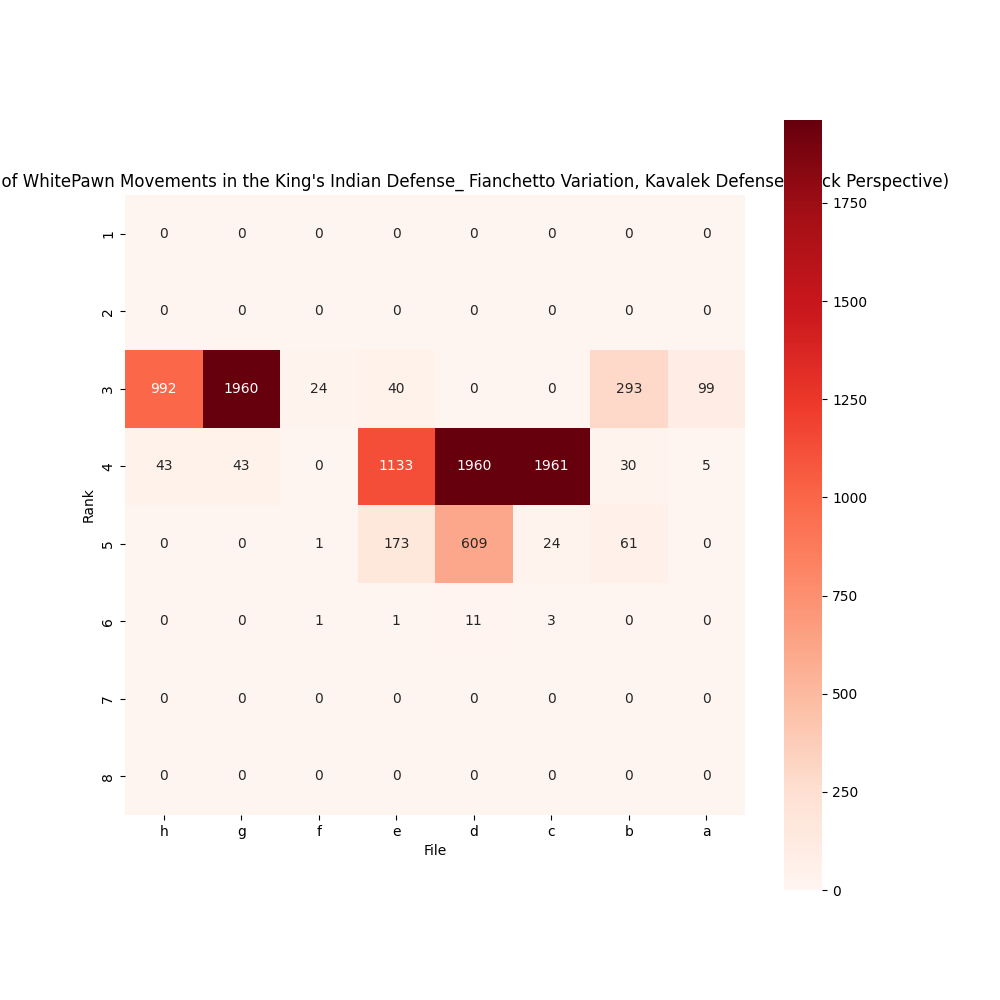 of WhitePawn Movements in the King's Indian Defense_ Fianchetto Variation, Kavalek Defense ck Perspective)
1 0 0 0 0 0 0 0 0
2 0 0 0 0 0 0 0 0
3 992 1960 24 40 0 0 293 99
4 43 43 0 1133 1960 1961 30 5
5 0 0 1 173 609 24 61 0
6 0 0 1 1 11 3 0 0
7 0 0 0 0 0 0 0 0
8 0 0 0 0 0 0 0 0
h g f e d c b a
File
Rank
1750
1500
1250
1000
750
500
250
0